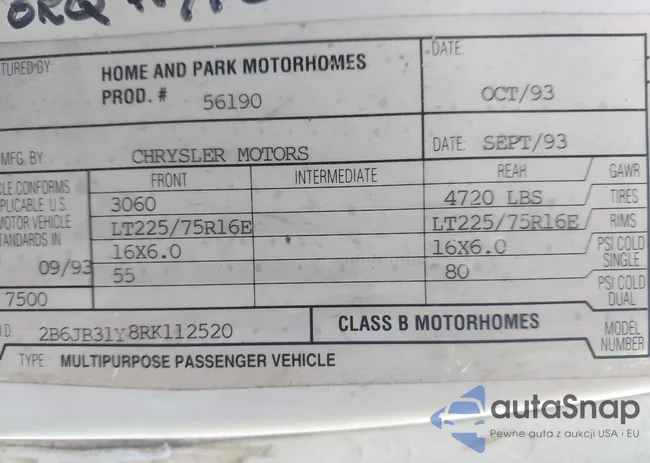 TURED BY: HOME AND PARK MOTORHOMES DATE:
PROD. # 56190 OCT/93
MFG. BY: CHRYSLER MOTORS DATE: SEPT/93
CLE CONFORMS FRONT INTERMEDIATE REAR GAWR
PLICABLE U.S. 3060 4720 LBS TIRES
MOTOR VEHICLE LT225/75R16E LT225/75R16E RIMS
TANDARDS IN 16X6.0 16X6.0 PSI COLD SINGLE
09/93 55 80 PSI COLD DUAL
7500
I.D. 2B6JB31Y8RK112520 CLASS B MOTORHOMES MODEL NUMBER
TYPE MULTIPURPOSE PASSENGER VEHICLE
autaSnap
Pewne auta z aukcji USA i EU